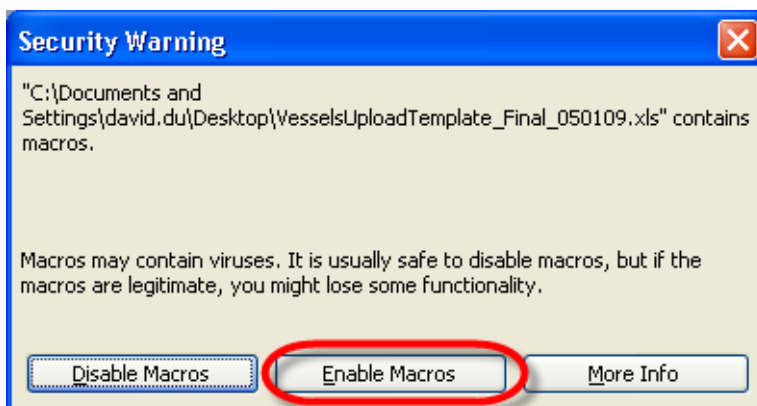 Security Warning
"C:\Documents and
Settings\david.du\Desktop\VesselsUploadTemplate_Final_050109.xls" contains
macros.
Macros may contain viruses. It is usually safe to disable macros, but if the
macros are legitimate, you might lose some functionality.
Disable Macros Enable Macros More Info